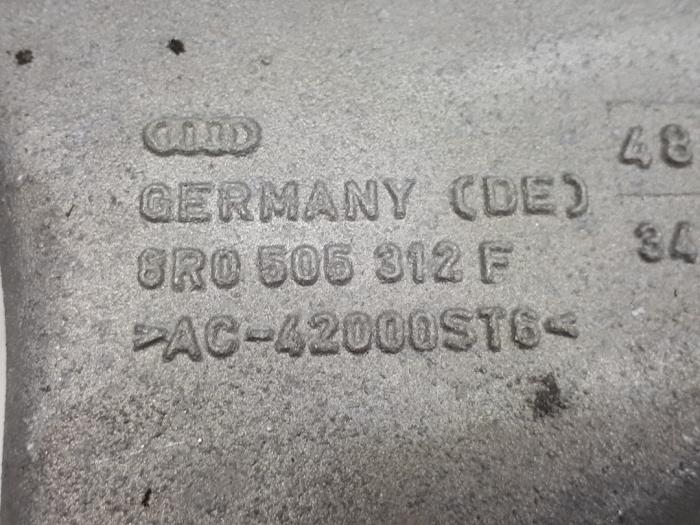 GERMANY (DE)
8R0 505 312 F
>AC-42000ST6<
48
34